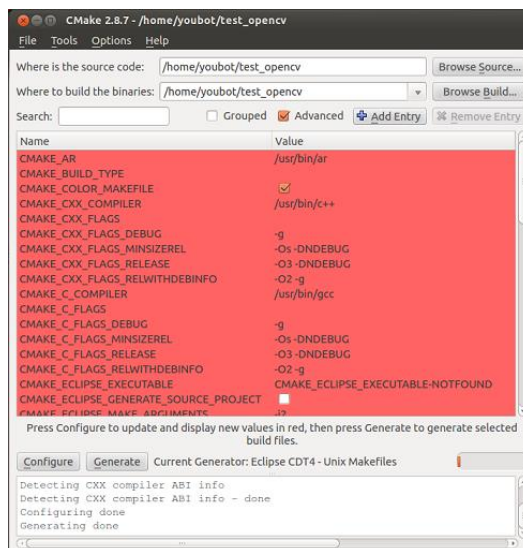 CMake 2.8.7 - /home/youbot/test_opencv
File Tools Options Help
Where is the source code: /home/youbot/test_opencv Browse Source...
Where to build the binaries: /home/youbot/test_opencv Browse Build...
Search: Grouped Advanced Add Entry Remove Entry
Name Value
CMAKE_AR /usr/bin/ar
CMAKE_BUILD_TYPE
CMAKE_COLOR_MAKEFILE
CMAKE_CXX_COMPILER /usr/bin/c++
CMAKE_CXX_FLAGS
CMAKE_CXX_FLAGS_DEBUG -g
CMAKE_CXX_FLAGS_MINSIZEREL -Os -DNDEBUG
CMAKE_CXX_FLAGS_RELEASE -O3 -DNDEBUG
CMAKE_CXX_FLAGS_RELWITHDEBINFO -O2 -g
CMAKE_C_COMPILER /usr/bin/gcc
CMAKE_C_FLAGS
CMAKE_C_FLAGS_DEBUG -g
CMAKE_C_FLAGS_MINSIZEREL -Os -DNDEBUG
CMAKE_C_FLAGS_RELEASE -O3 -DNDEBUG
CMAKE_C_FLAGS_RELWITHDEBINFO -O2 -g
CMAKE_ECLIPSE_EXECUTABLE CMAKE_ECLIPSE_EXECUTABLE-NOTFOUND
CMAKE_ECLIPSE_GENERATE_SOURCE_PROJECT
CMAKE_ECLIPSE_MAKE_ARGUMENTS -j2
Press Configure to update and display new values in red, then press Generate to generate selected
build files.
Configure Generate Current Generator: Eclipse CDT4 - Unix Makefiles
Detecting CXX compiler ABI info
Detecting CXX compiler ABI info - done
Configuring done
Generating done